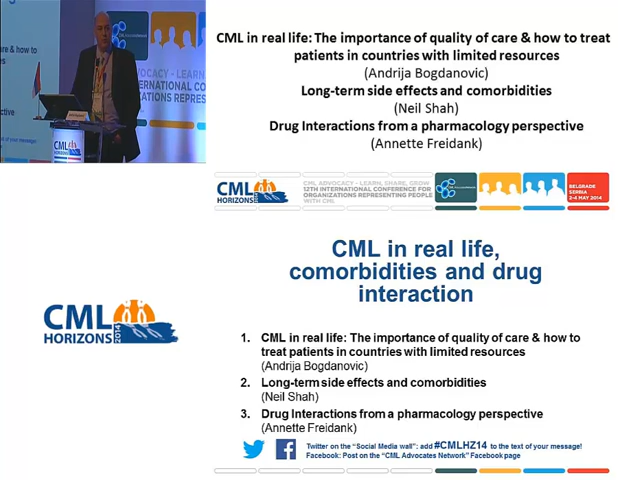 CML in real life: The importance of quality of care & how to treat
patients in countries with limited resources
(Andrija Bogdanovic)
Long-term side effects and comorbidities
(Neil Shah)
Drug Interactions from a pharmacology perspective
(Annette Freidank)
CML
HORIZONS
CML ADVOCACY - LEARN, SHARE, GROW
12TH INTERNATIONAL CONFERENCE FOR
ORGANIZATIONS REPRESENTING PEOPLE
WITH CML
BELGRADE
SERBIA
2-4 MAY 2014
CML in real life,
comorbidities and drug
interaction
CML
HORIZONS
2014
1. CML in real life: The importance of quality of care & how to
treat patients in countries with limited resources
(Andrija Bogdanovic)
2. Long-term side effects and comorbidities
(Neil Shah)
3. Drug Interactions from a pharmacology perspective
(Annette Freidank)
Twitter on the "Social Media wall": add #CMLHZ14 to the text of your message!
Facebook: Post on the "CML Advocates Network" Facebook page